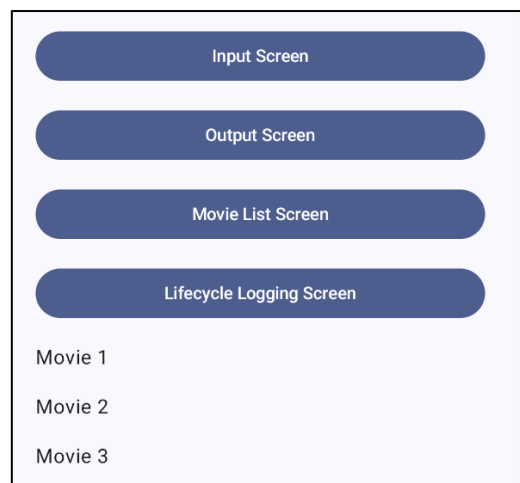 Input Screen
Output Screen
Movie List Screen
Lifecycle Logging Screen
Movie 1
Movie 2
Movie 3